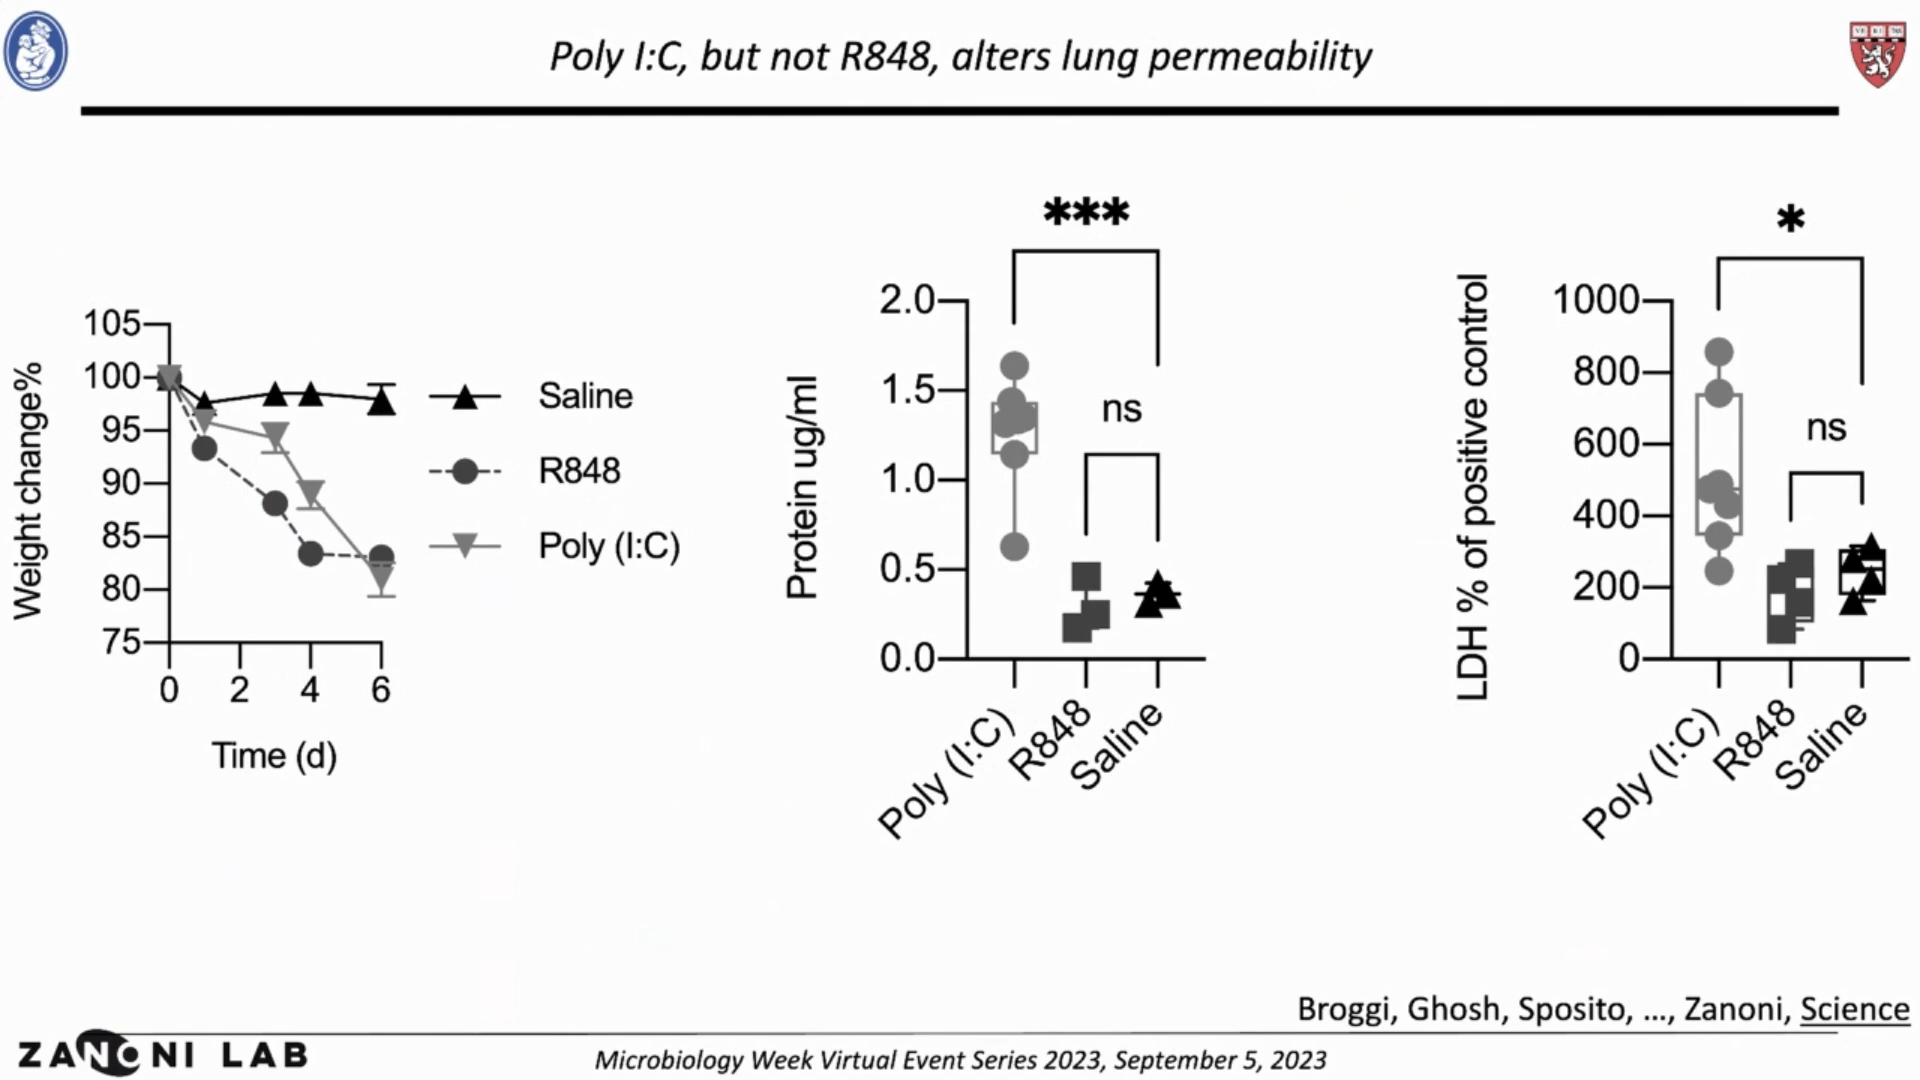 Poly I:C, but not R848, alters lung permeability
Weight change%
105
100
95
90
85
80
75
0 2 4 6
Time (d)
Saline
R848
Poly (I:C)
Protein ug/ml
2.0
1.5
1.0
0.5
0.0
***
ns
Poly (I:C)
R848
Saline
LDH % of positive control
1000
800
600
400
200
0
*
ns
Poly (I:C)
R848
Saline
Broggi, Ghosh, Sposito, ..., Zanoni, Science
ZANONI LAB
Microbiology Week Virtual Event Series 2023, September 5, 2023